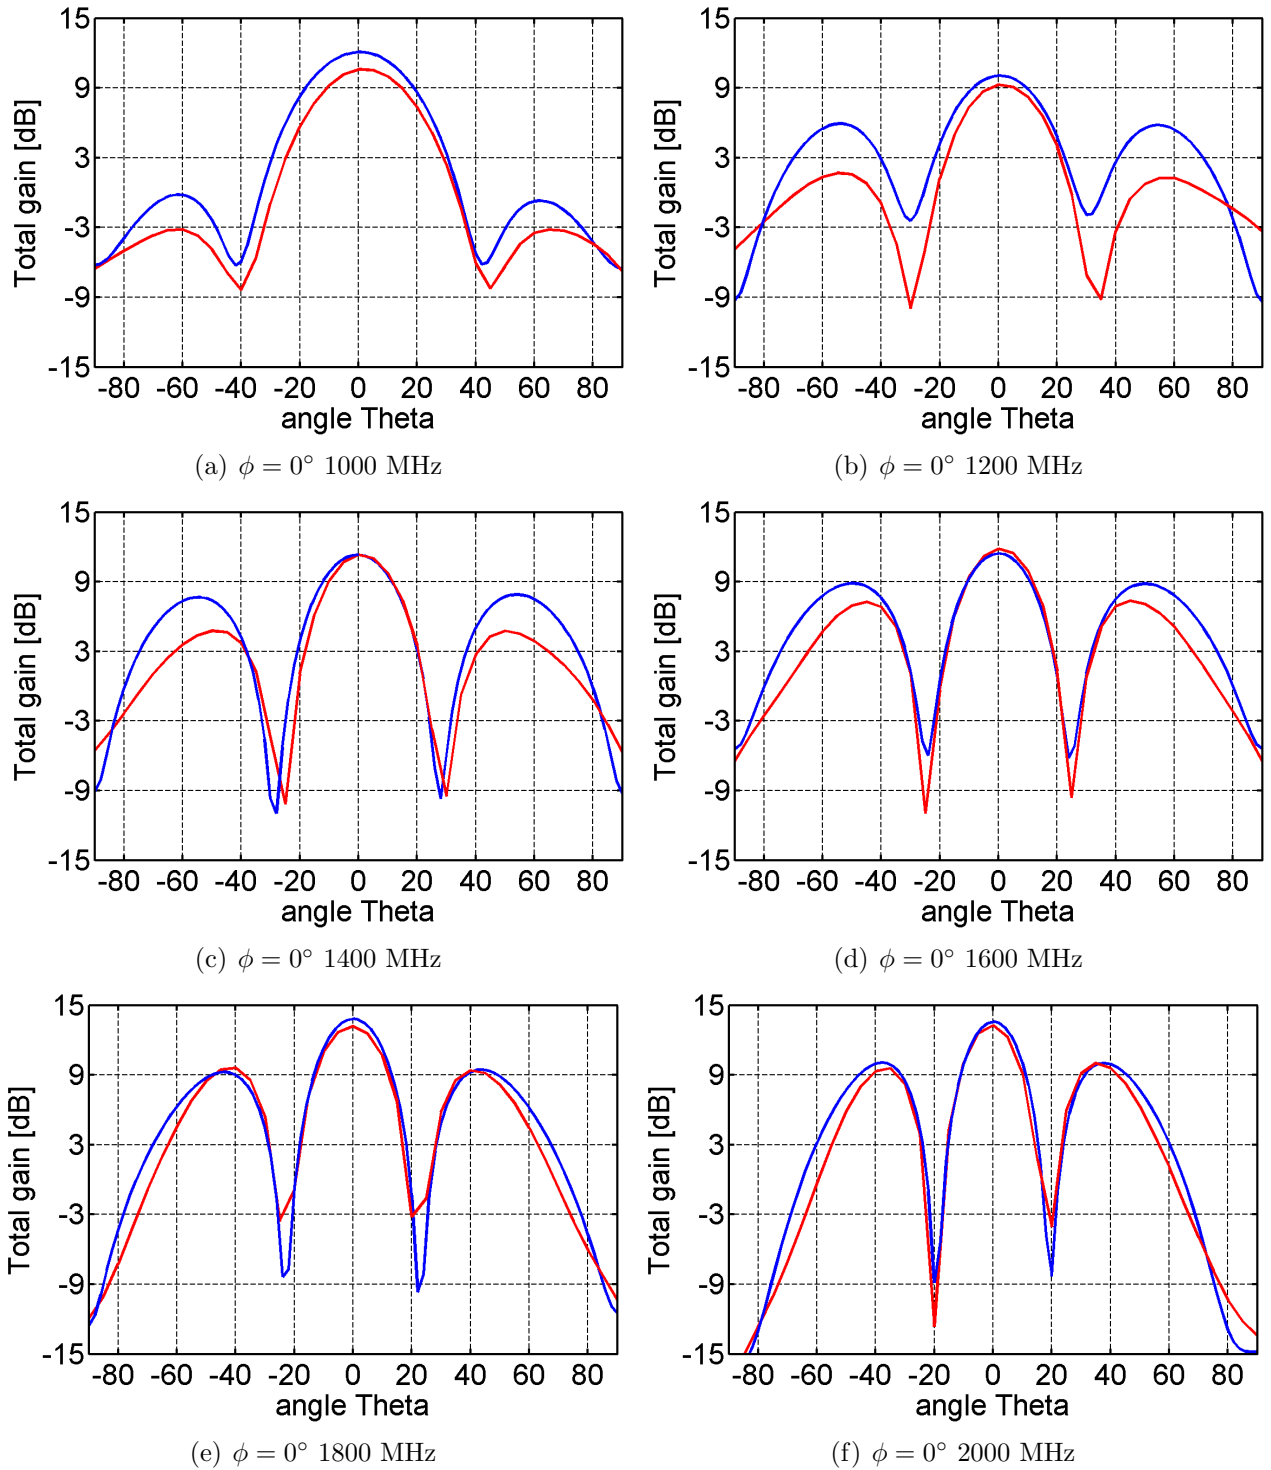 15
9
3
-3
-9
-15
Total gain [dB]
-80 -60 -40 -20 0 20 40 60 80
angle Theta
(a) ϕ = 0° 1000 MHz
15
9
3
-3
-9
-15
Total gain [dB]
-80 -60 -40 -20 0 20 40 60 80
angle Theta
(b) ϕ = 0° 1200 MHz
15
9
3
-3
-9
-15
Total gain [dB]
-80 -60 -40 -20 0 20 40 60 80
angle Theta
(c) ϕ = 0° 1400 MHz
15
9
3
-3
-9
-15
Total gain [dB]
-80 -60 -40 -20 0 20 40 60 80
angle Theta
(d) ϕ = 0° 1600 MHz
15
9
3
-3
-9
-15
Total gain [dB]
-80 -60 -40 -20 0 20 40 60 80
angle Theta
(e) ϕ = 0° 1800 MHz
15
9
3
-3
-9
-15
Total gain [dB]
-80 -60 -40 -20 0 20 40 60 80
angle Theta
(f) ϕ = 0° 2000 MHz